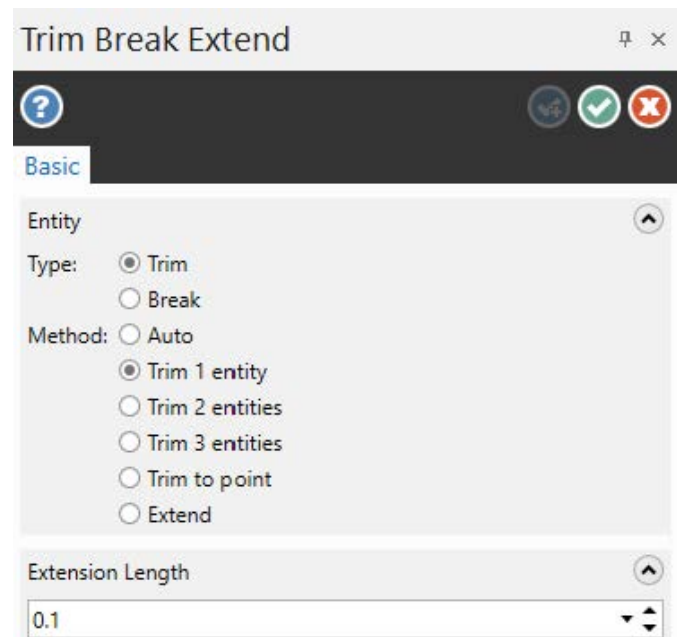 Trim Break Extend
Basic
Entity
Type: Trim
Break
Method: Auto
Trim 1 entity
Trim 2 entities
Trim 3 entities
Trim to point
Extend
Extension Length
0.1